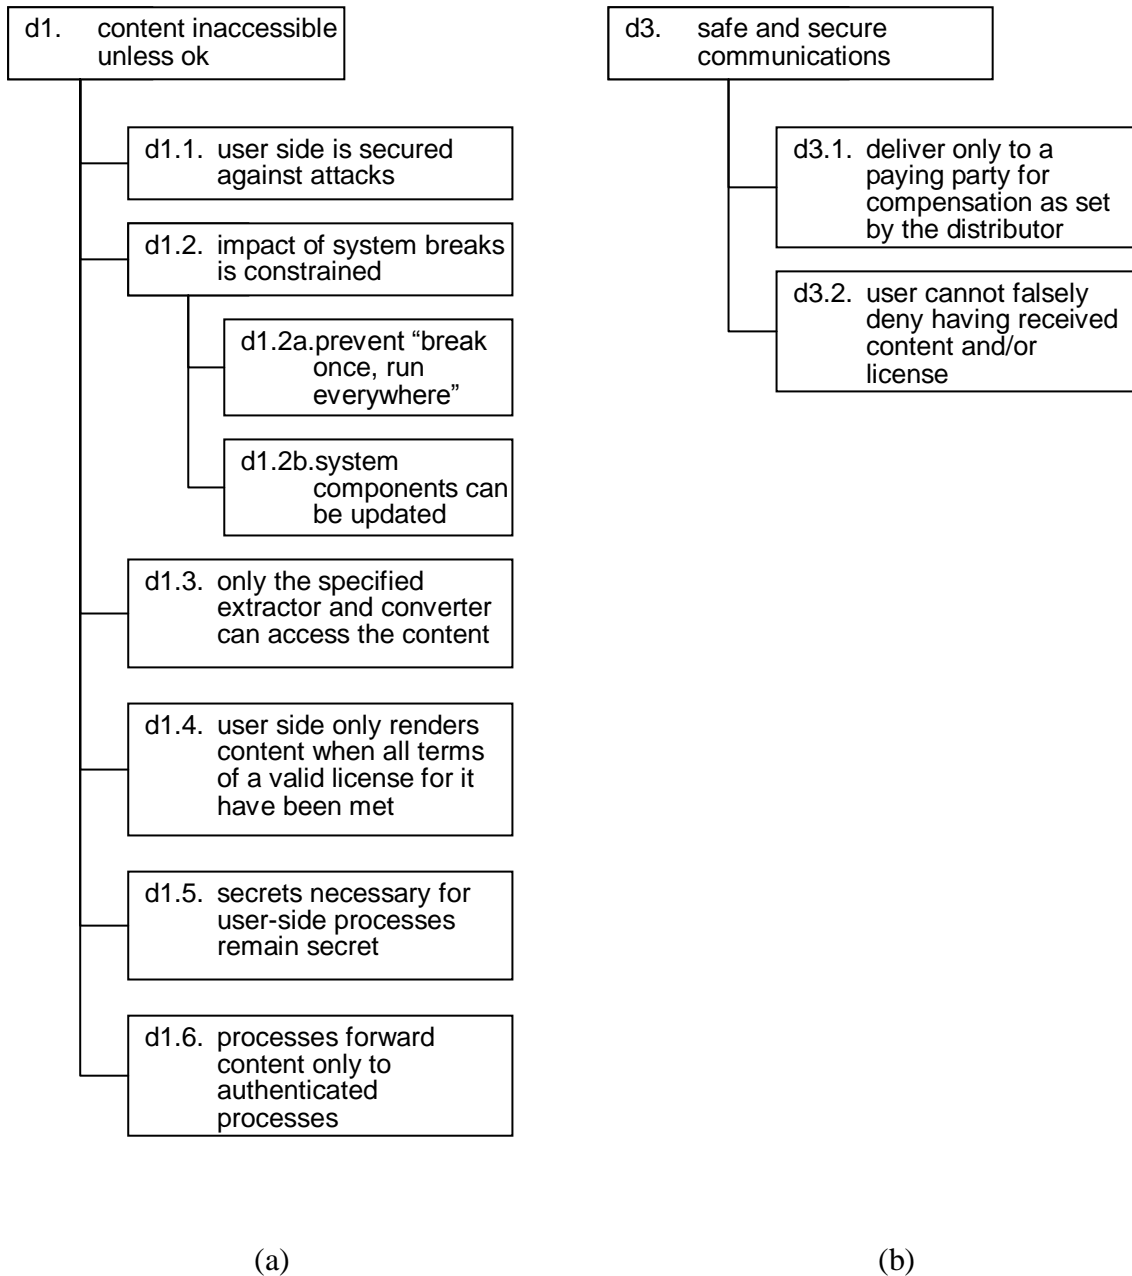 d1. content inaccessible
unless ok
d1.1. user side is secured
against attacks
d1.2. impact of system breaks
is constrained
d1.2a.prevent “break
once, run
everywhere”
d1.2b.system
components can
be updated
d1.3. only the specified
extractor and converter
can access the content
d1.4. user side only renders
content when all terms
of a valid license for it
have been met
d1.5. secrets necessary for
user-side processes
remain secret
d1.6. processes forward
content only to
authenticated
processes
(a)
d3. safe and secure
communications
d3.1. deliver only to a
paying party for
compensation as set
by the distributor
d3.2. user cannot falsely
deny having received
content and/or
license
(b)